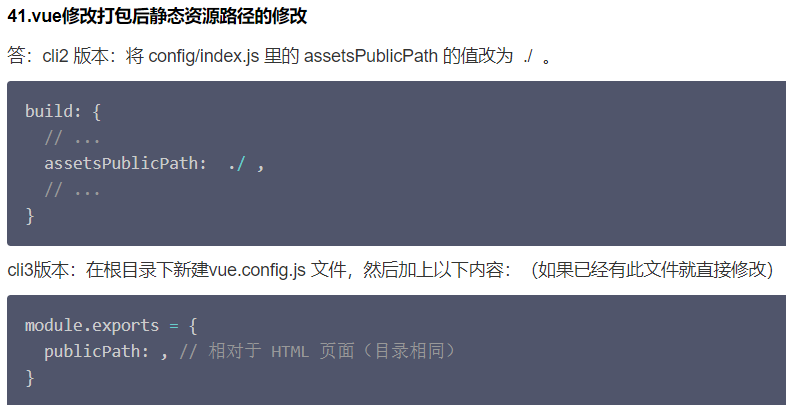 41.vue修改打包后静态资源路径的修改
答：cli2 版本：将 config/index.js 里的 assetsPublicPath 的值改为 ./ 。
build: {
  // ...
  assetsPublicPath:  ./ ,
  // ...
}
cli3版本：在根目录下新建vue.config.js 文件，然后加上以下内容：（如果已经有此文件就直接修改）
module.exports = {
  publicPath: , // 相对于 HTML 页面（目录相同）
}